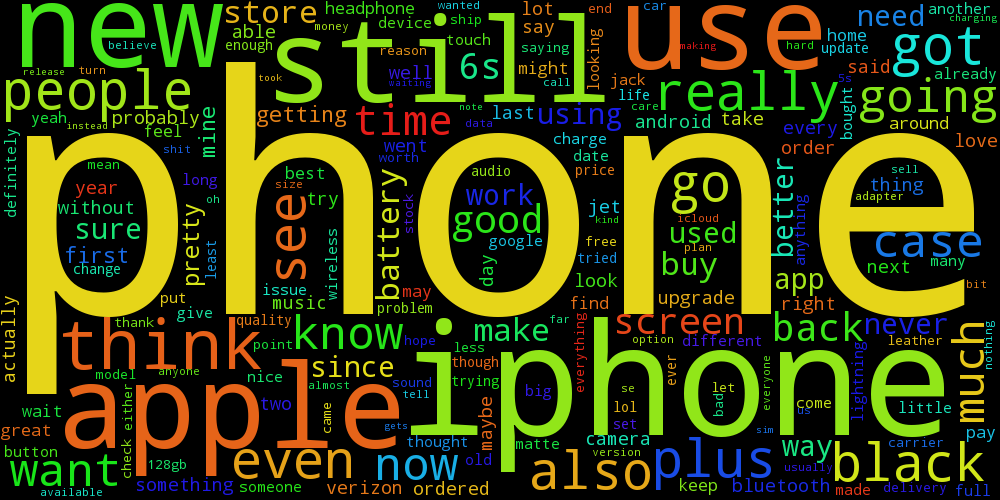 new
store
headphone
wanted
lot
end
use
car
need
another
believe
able
device
ship
say
home
charging
money
enough
still
touch
saying
looking
making
hard
update
got
reason
6s
might
said
already
release
turn
took
well
call
jack
really
5s
going
people
waiting
life
yeah
probably
getting
time
note
last
using
care
take
bought
around
instead
feel
mine
data
android
every
definitely
shit
went
charge
order
love
mean
worth
date
better
phone
best
audio
price
sell
year
long
size
try
work
go
thing
without
oh
stock
jet
adapter
sure
see
battery
good
kind
icloud
used
anything
case
first
pretty
least
wireless
google
free
plan
change
day
tried
buy
next
many
issue
look
app
bit
actually
put
music
may
find
upgrade
right
give
problem
thank
quality
know
make
far
screen
back
never
much
nothing
think
point
hope
less
everything
option
different
leather
model
anyone
nice
since
though
iphone
ever
everyone
lightning
apple
almost
sound
trying
big
se
let
come
little
wait
two
came
tell
maybe
lol
bad
us
great
gets
set
sim
carrier
pay
button
check either
even
now
thought
matte
camera
way
want
128gb
old
also
version
plus
usually
black
available
something
someone
verizon
ordered
keep
bluetooth
made
delivery
full